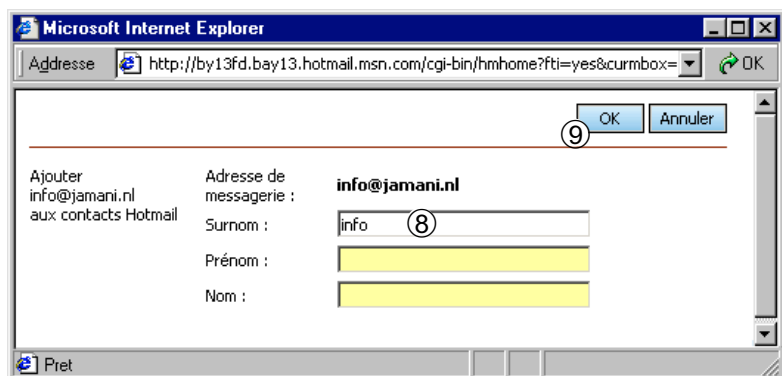 Microsoft Internet Explorer
Addresse http://by13fd.bay13.hotmail.msn.com/cgi-bin/hmhome?fti=yes&curmbox= OK
OK Annuler
9
Ajouter
info@jamani.nl
aux contacts Hotmail
Adresse de
messagerie :
info@jamani.nl
Surnom : info 8
Prénom :
Nom :
Pret